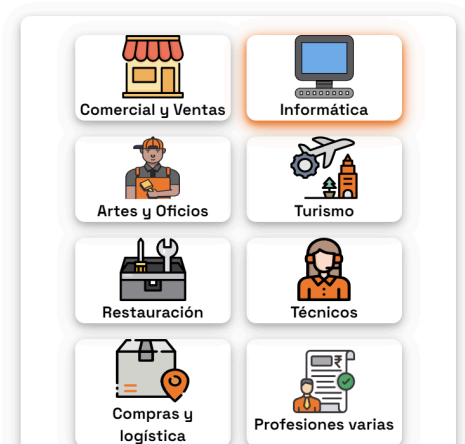 Comercial y Ventas
Informática
Artes y Oficios
Turismo
Restauración
Técnicos
Compras y
logística
Profesiones varias